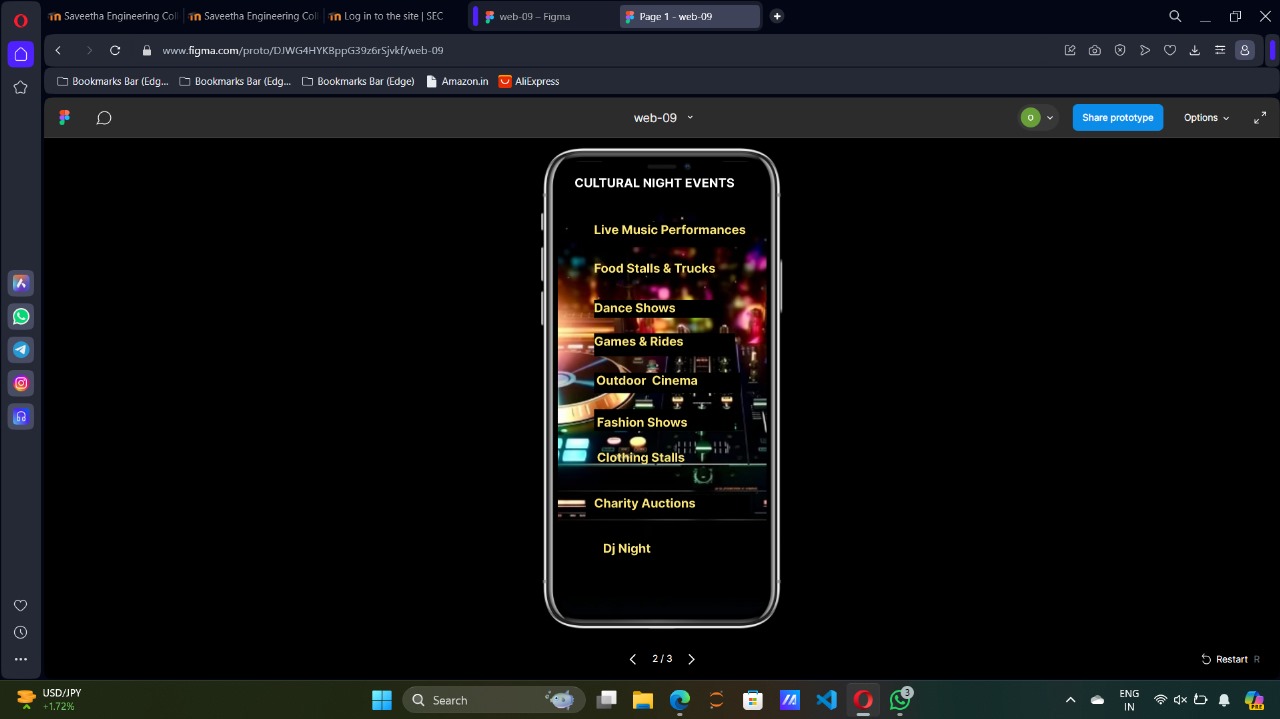 Saveetha Engineering Coll
Saveetha Engineering Coll
Log in to the site | SEC
web-09 – Figma
Page 1 - web-09
www.figma.com/proto/DJWG4HYKBppG39z6rSjvkf/web-09
Bookmarks Bar (Edg...
Bookmarks Bar (Edg...
Bookmarks Bar (Edge)
Amazon.in
AliExpress
web-09
O
Share prototype
Options
CULTURAL NIGHT EVENTS
Live Music Performances
Food Stalls & Trucks
Dance Shows
Games & Rides
Outdoor  Cinema
Fashion Shows
Clothing Stalls
Charity Auctions
Dj Night
2 / 3
Restart R
USD/JPY
+1.72%
Search
3
ENG
IN
PRE